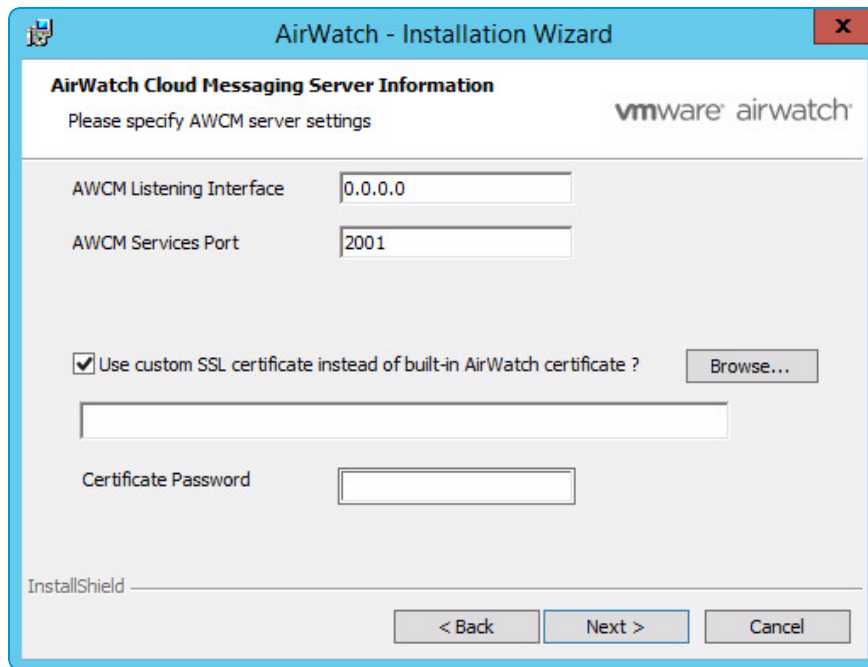 AirWatch - Installation Wizard
x
AirWatch Cloud Messaging Server Information
Please specify AWCM server settings
vmware airwatch
AWCM Listening Interface 0.0.0.0
AWCM Services Port 2001
Use custom SSL certificate instead of built-in AirWatch certificate ? Browse...
Certificate Password
InstallShield
< Back Next > Cancel